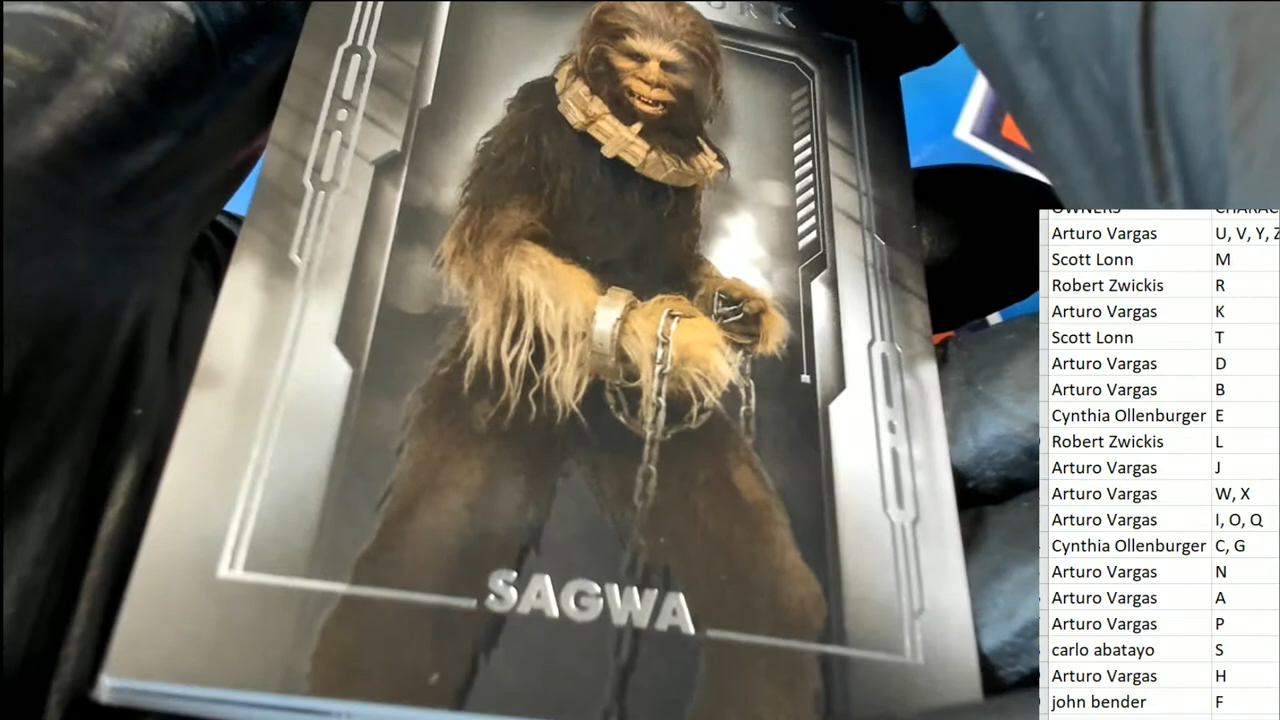 SAGWA
OWNERS
Arturo Vargas U, V, Y, Z
Scott Lonn M
Robert Zwickis R
Arturo Vargas K
Scott Lonn T
Arturo Vargas D
Arturo Vargas B
Cynthia Ollenburger E
Robert Zwickis L
Arturo Vargas J
Arturo Vargas W, X
Arturo Vargas I, O, Q
Cynthia Ollenburger C, G
Arturo Vargas N
Arturo Vargas A
Arturo Vargas P
carlo abatayo S
Arturo Vargas H
john bender F